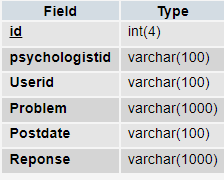 Field Type
id int(4)
psychologistid varchar(100)
Userid varchar(100)
Problem varchar(1000)
Postdate varchar(100)
Reponse varchar(1000)